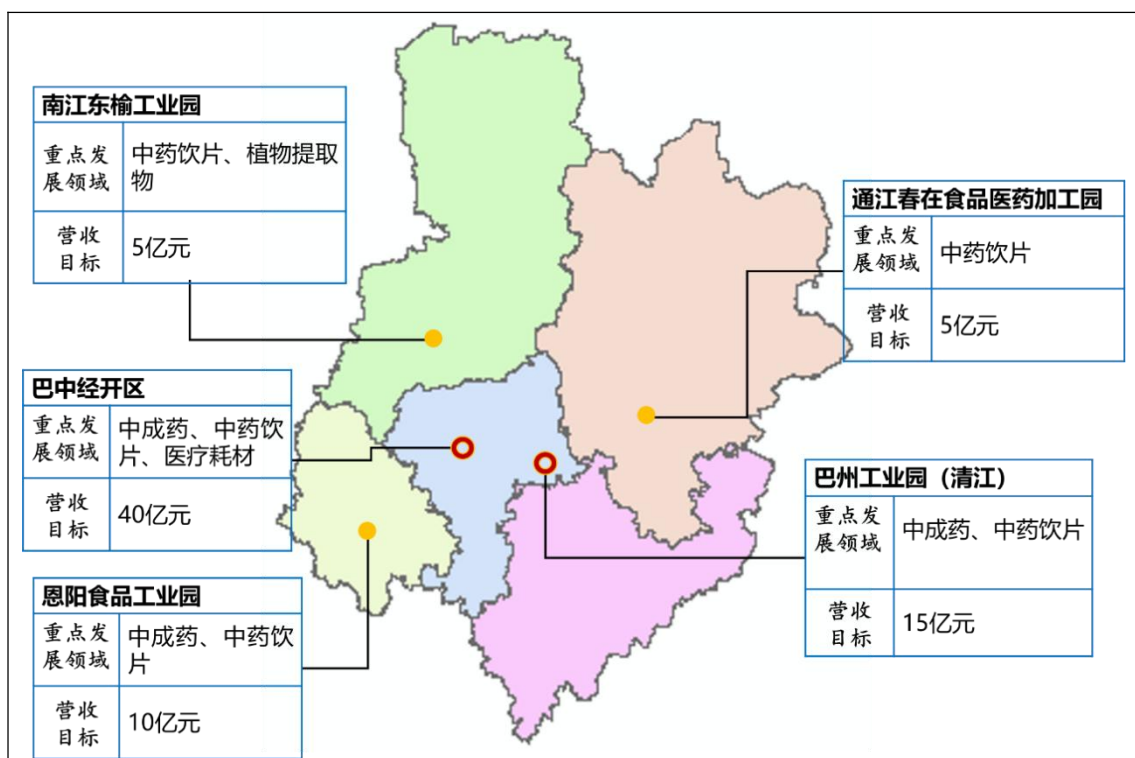 南江东榆工业园
重点发
展领域
中药饮片、植物提取
物
营收
目标
5亿元
通江春在食品医药加工园
重点发
展领域
中药饮片
营收
目标
5亿元
巴中经开区
重点发
展领域
中成药、中药饮
片、医疗耗材
营收
目标
40亿元
巴州工业园（清江）
重点发
展领域
中成药、中药饮片
营收
目标
15亿元
恩阳食品工业园
重点发
展领域
中成药、中药饮
片
营收
目标
10亿元